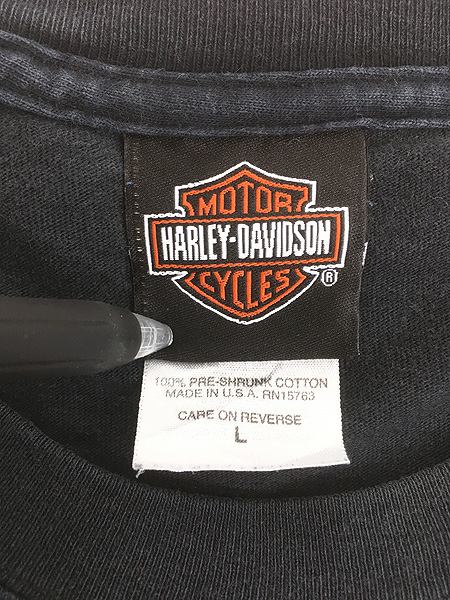 MOTOR
HARLEY-DAVIDSON
CYCLES
®
100% PRE-SHRUNK COTTON
MADE IN U.S.A. RN15763
CARE ON REVERSE
L